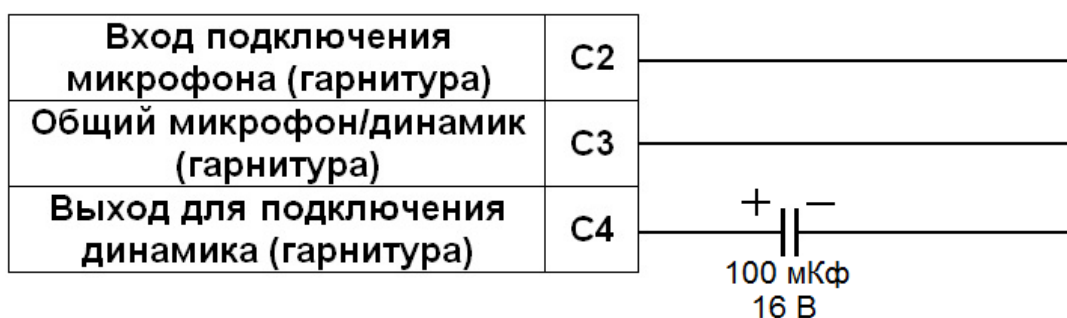 Вход подключения
микрофона (гарнитура)
C2
Общий микрофон/динамик
(гарнитура)
C3
Выход для подключения
динамика (гарнитура)
C4
+ −
100 мКф
16 В